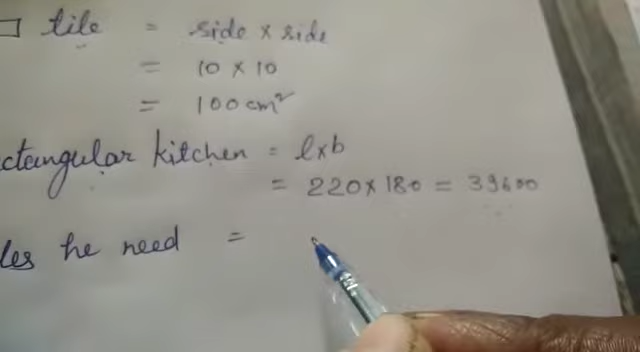 □ tile = side × side
= 10 × 10
= 100 cm²
ctangular kitchen = l×b
= 220×180 = 39600
les he need =